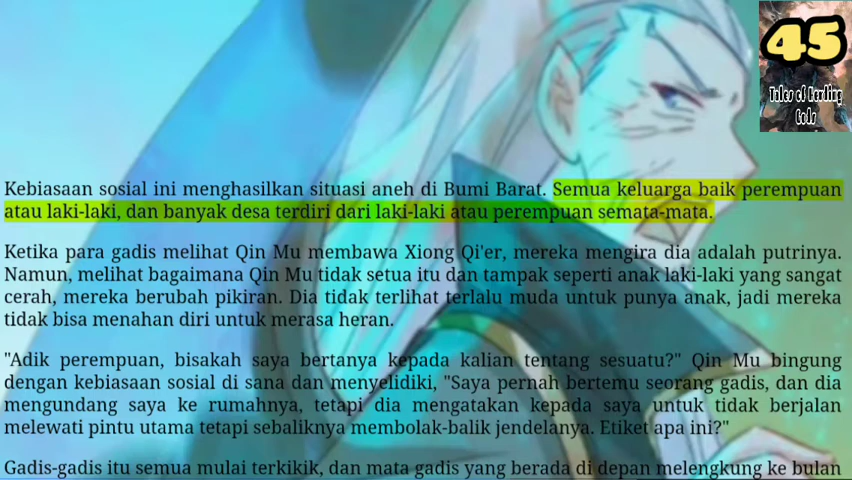 45
Tales of Herding
Gods
Kebiasaan sosial ini menghasilkan situasi aneh di Bumi Barat. Semua keluarga baik perempuan
atau laki-laki, dan banyak desa terdiri dari laki-laki atau perempuan semata-mata.
Ketika para gadis melihat Qin Mu membawa Xiong Qi'er, mereka mengira dia adalah putrinya.
Namun, melihat bagaimana Qin Mu tidak setua itu dan tampak seperti anak laki-laki yang sangat
cerah, mereka berubah pikiran. Dia tidak terlihat terlalu muda untuk punya anak, jadi mereka
tidak bisa menahan diri untuk merasa heran.
"Adik perempuan, bisakah saya bertanya kepada kalian tentang sesuatu?" Qin Mu bingung
dengan kebiasaan sosial di sana dan menyelidiki, "Saya pernah bertemu seorang gadis, dan dia
mengundang saya ke rumahnya, tetapi dia mengatakan kepada saya untuk tidak berjalan
melewati pintu utama tetapi sebaliknya membolak-balik jendelanya. Etiket apa ini?"
Gadis-gadis itu semua mulai terkikik, dan mata gadis yang berada di depan melengkung ke bulan